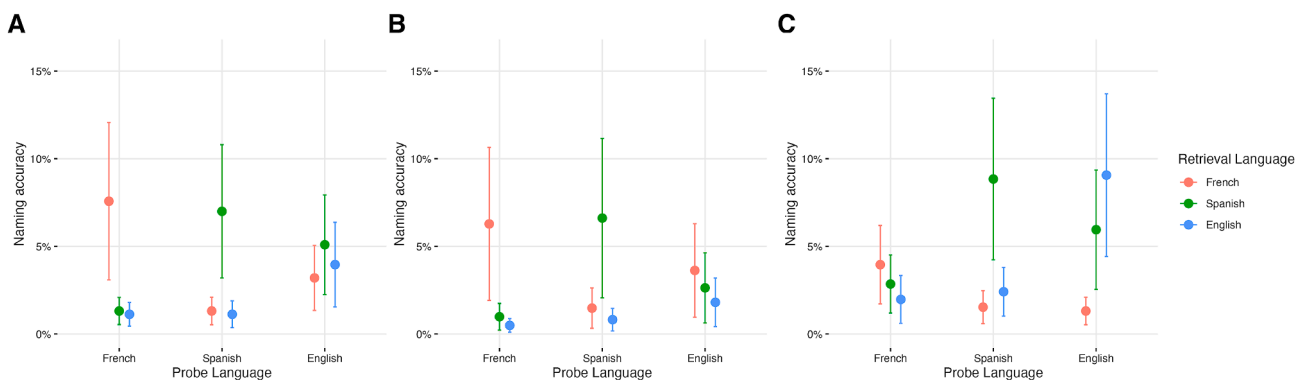 A
Naming accuracy
15%
10%
5%
0%
French
Spanish
English
Probe Language
B
Naming accuracy
15%
10%
5%
0%
French
Spanish
English
Probe Language
C
Naming accuracy
15%
10%
5%
0%
French
Spanish
English
Probe Language
Retrieval Language
French
Spanish
English